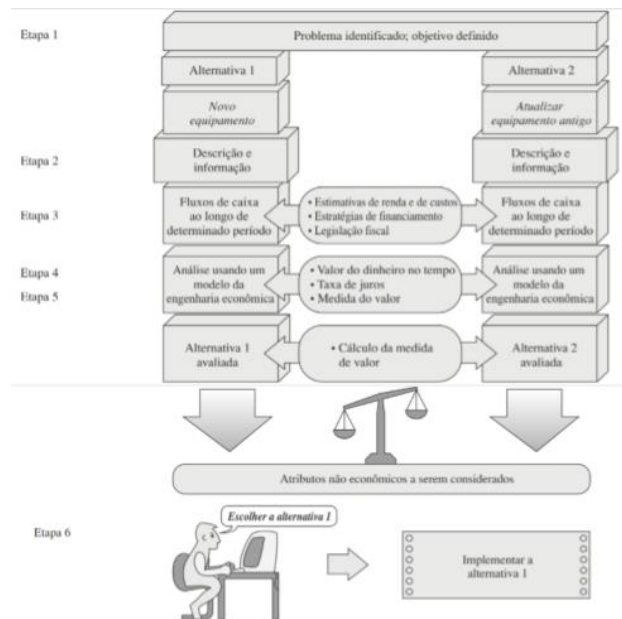 Etapa 1
Problema identificado; objetivo definido
Alternativa 1
Alternativa 2
Novo
equipamento
Atualizar
equipamento antigo
Etapa 2
Descrição e
informação
Descrição e
informação
Etapa 3
Fluxos de caixa
ao longo de
determinado período
• Estimativas de renda e de custos
• Estratégias de financiamento
• Legislação fiscal
Fluxos de caixa
ao longo de
determinado período
Etapa 4
Etapa 5
Análise usando um
modelo da
engenharia econômica
• Valor do dinheiro no tempo
• Taxa de juros
• Medida do valor
Análise usando um
modelo da
engenharia econômica
Alternativa 1
avaliada
• Cálculo da medida
de valor
Alternativa 2
avaliada
Atributos não econômicos a serem considerados
Etapa 6
Escolher a alternativa 1
Implementar a
alternativa 1